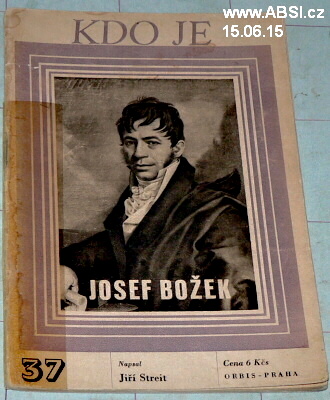 www.ABSI.cz
15.06.15
KDO JE
JOSEF BOŽEK
37
Napsal
Jiří Streit
Cena 6 Kčs
ORBIS-PRAHA